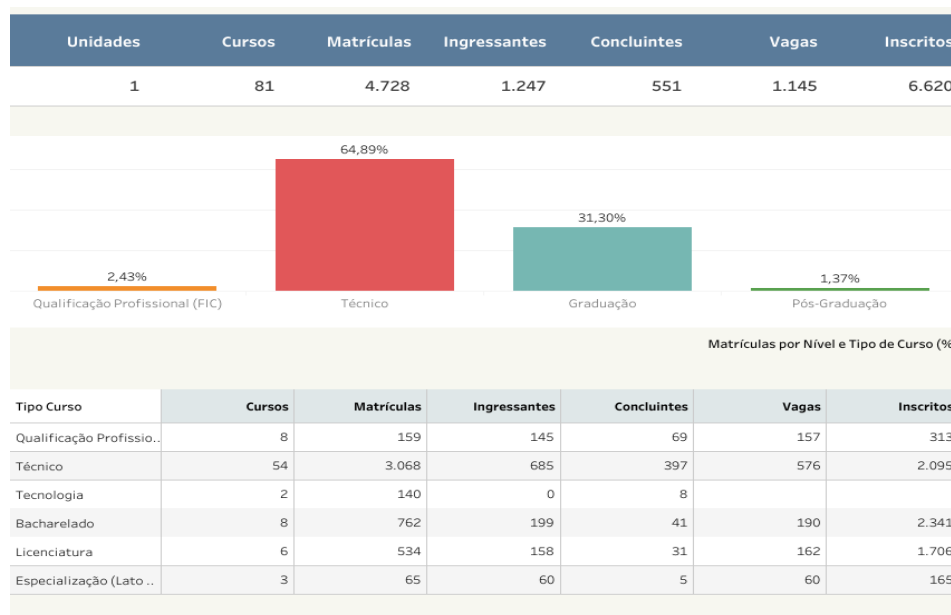 Unidades Cursos Matrículas Ingressantes Concluintes Vagas Inscritos
1 81 4.728 1.247 551 1.145 6.620
64,89%
31,30%
2,43%
1,37%
Qualificação Profissional (FIC) Técnico Graduação Pós-Graduação
Matrículas por Nível e Tipo de Curso (%
Tipo Curso Cursos Matrículas Ingressantes Concluintes Vagas Inscritos
Qualificação Profissio.. 8 159 145 69 157 313
Técnico 54 3.068 685 397 576 2.095
Tecnologia 2 140 0 8
Bacharelado 8 762 199 41 190 2.341
Licenciatura 6 534 158 31 162 1.706
Especialização (Lato .. 3 65 60 5 60 165